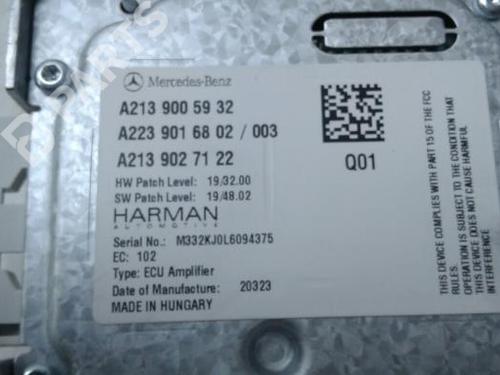 Mercedes-Benz
A213 900 59 32
A223 901 68 02 / 003
A213 902 71 22
Q01
HW Patch Level: 19/32.00
SW Patch Level: 19/48.02
HARMAN
AUTOMOTIVE
Serial No.: M332KJ0L6094375
EC: 102
Type: ECU Amplifier
Date of Manufacture: 20323
MADE IN HUNGARY
THIS DEVICE COMPLIES WITH PART 15 OF THE FCC
RULES.
OPERATION IS SUBJECT TO THE CONDITION THAT
THIS DEVICE DOES NOT CAUSE HARMFUL
INTERFERENCE
PARTS